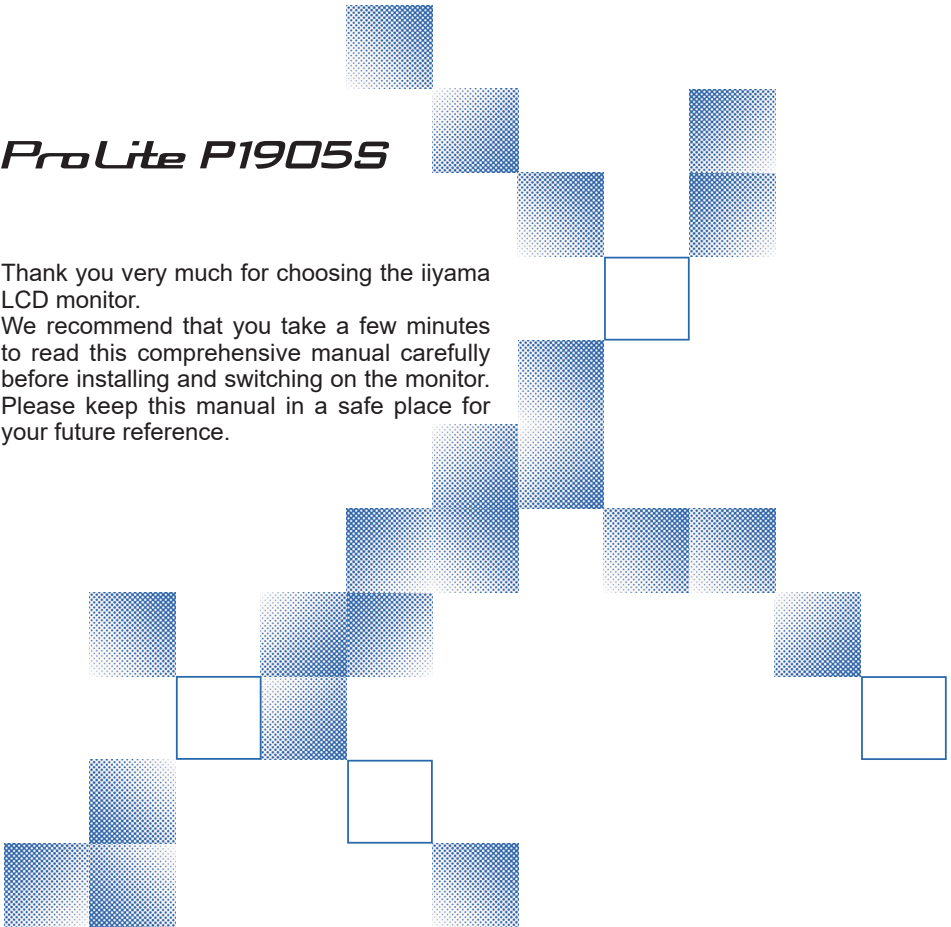 ProLite P1905S
Thank you very much for choosing the iiyama
LCD monitor.
We recommend that you take a few minutes
to read this comprehensive manual carefully
before installing and switching on the monitor.
Please keep this manual in a safe place for
your future reference.